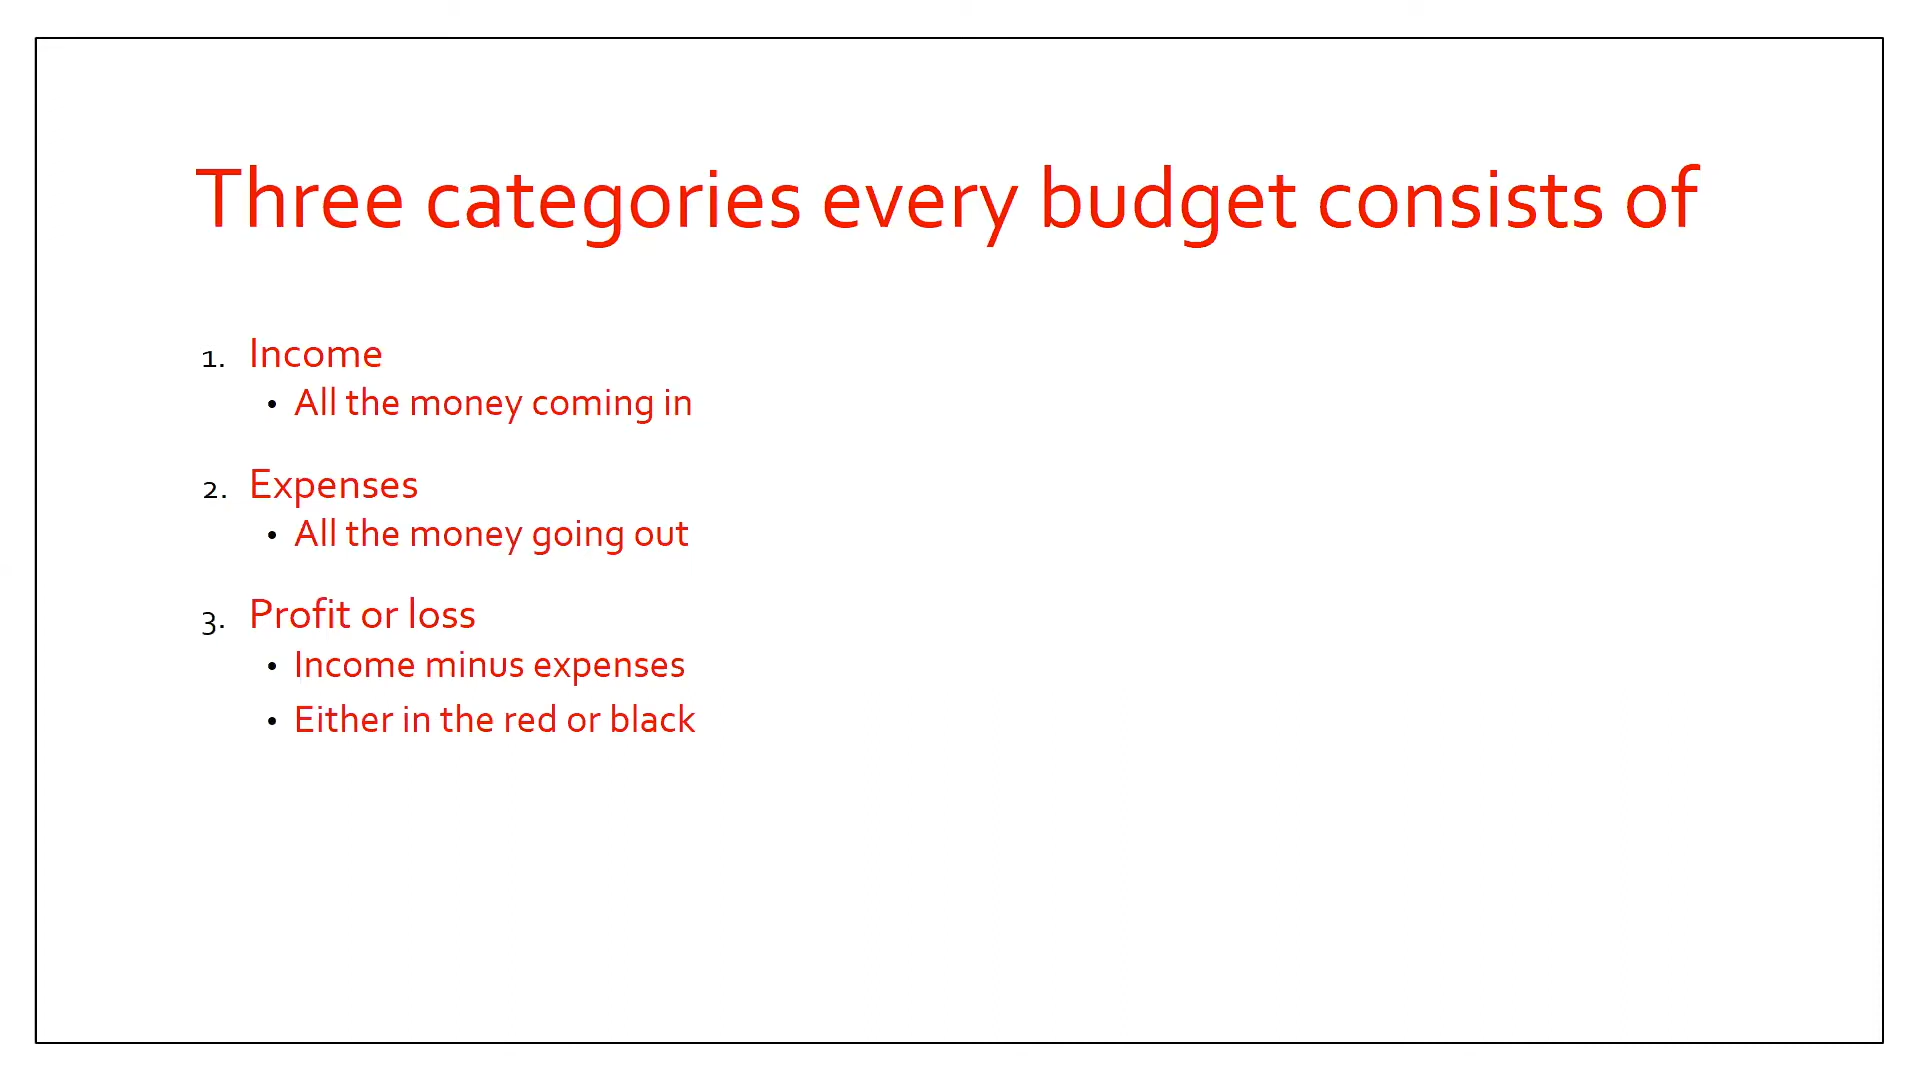 Three categories every budget consists of
1. Income
• All the money coming in
2. Expenses
• All the money going out
3. Profit or loss
• Income minus expenses
• Either in the red or black